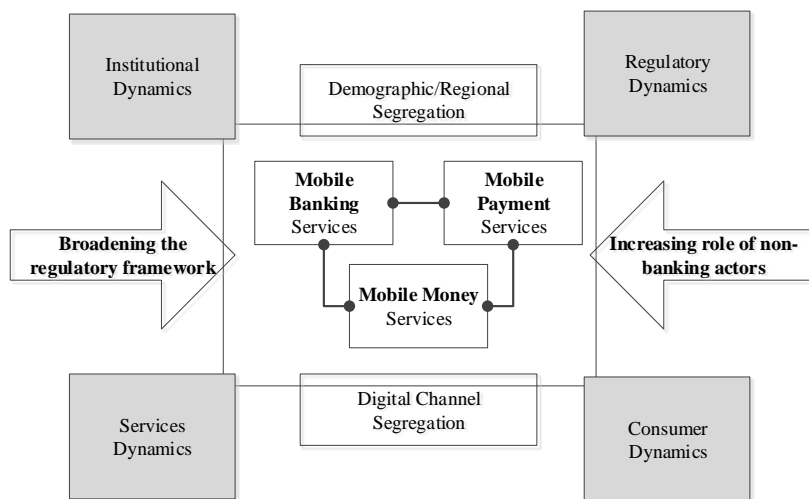 Institutional
Dynamics
Demographic/Regional
Segregation
Regulatory
Dynamics
Mobile
Banking
Services
Mobile
Payment
Services
Broadening the
regulatory framework
Increasing role of non-
banking actors
Mobile Money
Services
Services
Dynamics
Digital Channel
Segregation
Consumer
Dynamics